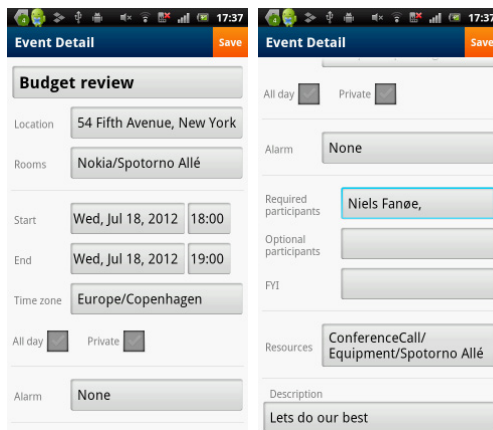 17:37
Event Detail
Save
Budget review
Location
54 Fifth Avenue, New York
Rooms
Nokia/Spotorno Allé
Start
Wed, Jul 18, 2012
18:00
End
Wed, Jul 18, 2012
19:00
Time zone
Europe/Copenhagen
All day
Private
Alarm
None
17:37
Event Detail
Save
All day
Private
Alarm
None
Required
participants
Niels Fanøe,
Optional
participants
FYI
Resources
ConferenceCall/
Equipment/Spotorno Allé
Description
Lets do our best